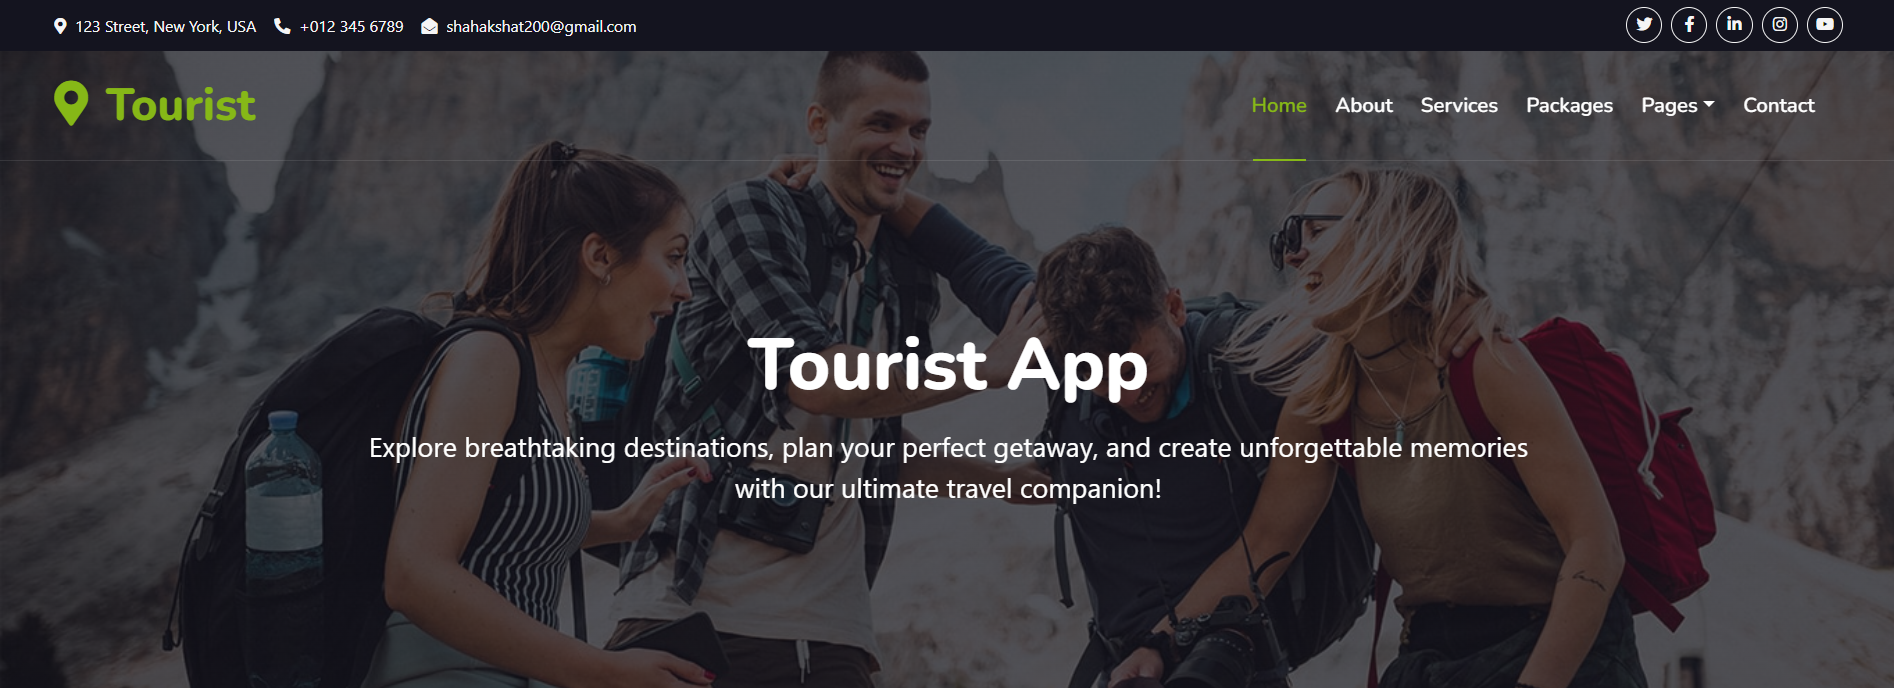 123 Street, New York, USA +012 345 6789 shahakshat200@gmail.com
Tourist
Home About Services Packages Pages Contact
Tourist App
Explore breathtaking destinations, plan your perfect getaway, and create unforgettable memories
with our ultimate travel companion!